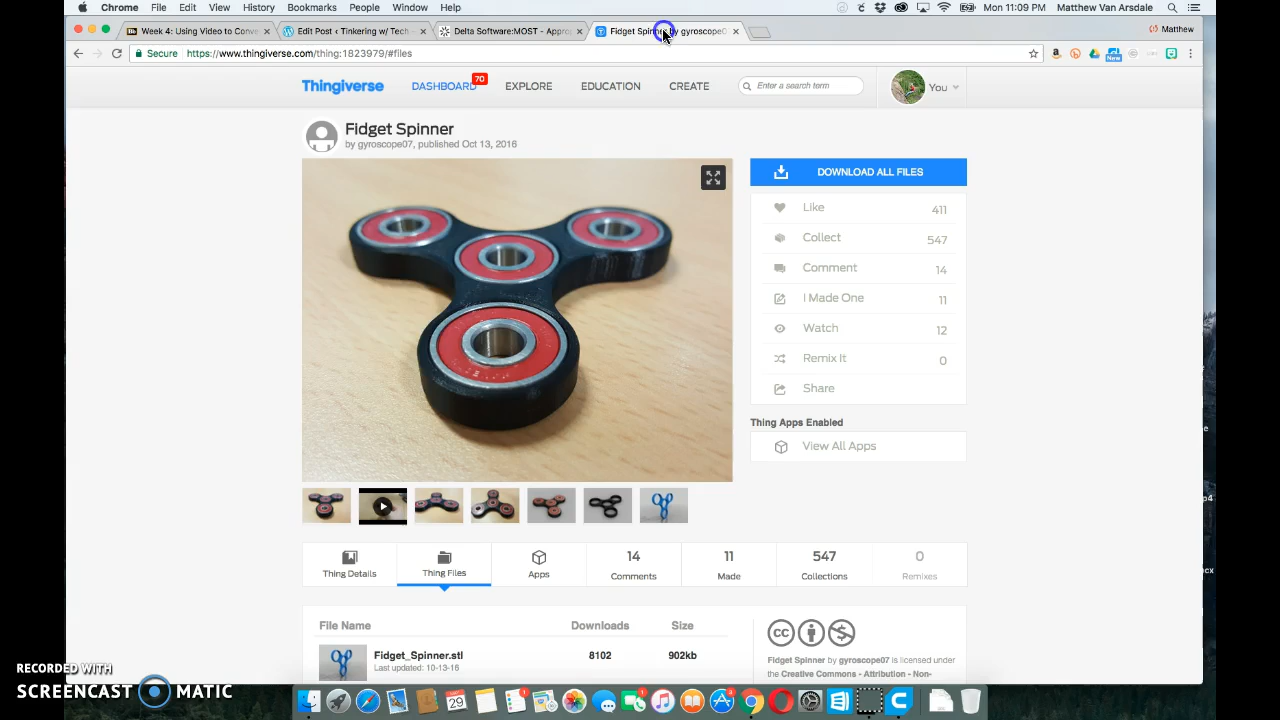 Chrome File Edit View History Bookmarks People Window Help Mon 11:09 PM Matthew Van Arsdale
Week 4: Using Video to Conve Edit Post ‹ Tinkering w/ Tech - Delta Software:MOST - Approp Fidget Spinner by gyroscope0 Matthew
Secure https://www.thingiverse.com/thing:1823979/#files New
Thingiverse DASHBOARD 70 EXPLORE EDUCATION CREATE Enter a search term You
Fidget Spinner
by gyroscope07, published Oct 13, 2016
DOWNLOAD ALL FILES
Like 411
Collect 547
Comment 14
I Made One 11
Watch 12
Remix It 0
Share
Thing Apps Enabled
View All Apps
14 11 547 0
Thing Details Thing Files Apps Comments Made Collections Remixes
File Name Downloads Size
Fidget_Spinner.stl 8102 902kb
Last updated: 10-13-16
cc $
Fidget Spinner by gyroscope07 is licensed under
the Creative Commons - Attribution - Non-
RECORDED WITH
SCREENCAST MATIC